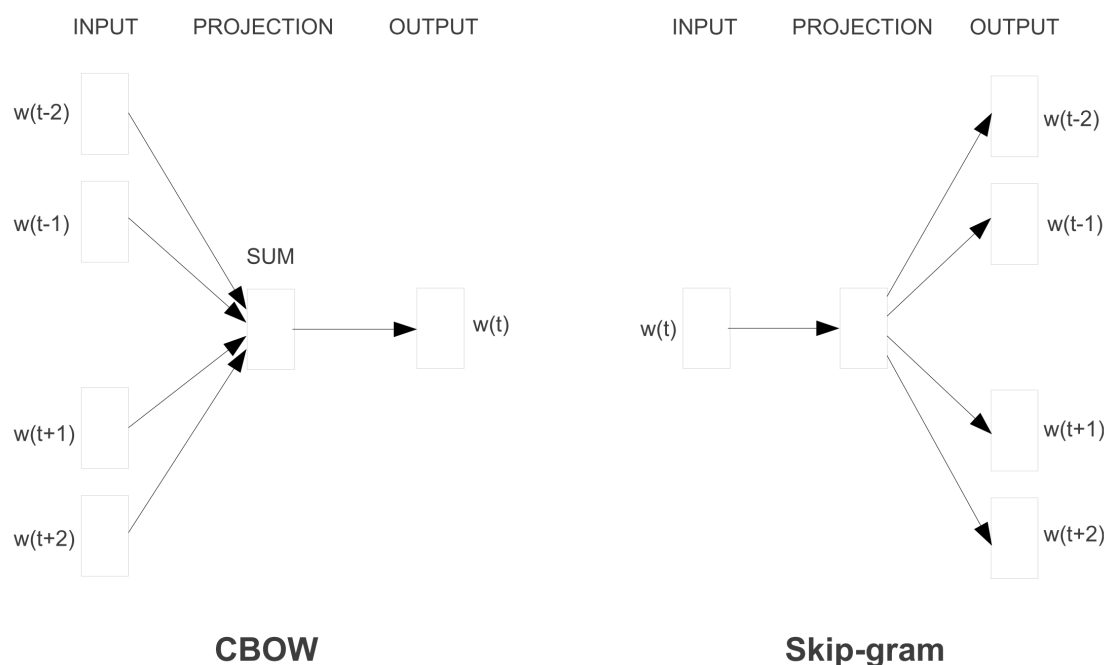 INPUT PROJECTION OUTPUT
w(t-2)
w(t-1)
SUM
w(t)
w(t+1)
w(t+2)
CBOW
INPUT PROJECTION OUTPUT
w(t-2)
w(t-1)
w(t)
w(t+1)
w(t+2)
Skip-gram